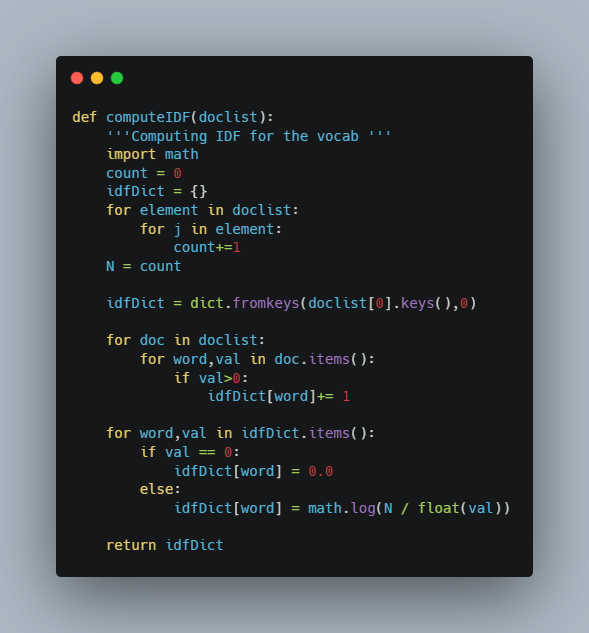 def computeIDF(doclist):
    '''Computing IDF for the vocab '''
    import math
    count = 0
    idfDict = {}
    for element in doclist:
        for j in element:
            count+=1
    N = count

    idfDict = dict.fromkeys(doclist[0].keys(),0)

    for doc in doclist:
        for word,val in doc.items():
            if val>0:
                idfDict[word]+= 1

    for word,val in idfDict.items():
        if val == 0:
            idfDict[word] = 0.0
        else:
            idfDict[word] = math.log(N / float(val))

    return idfDict